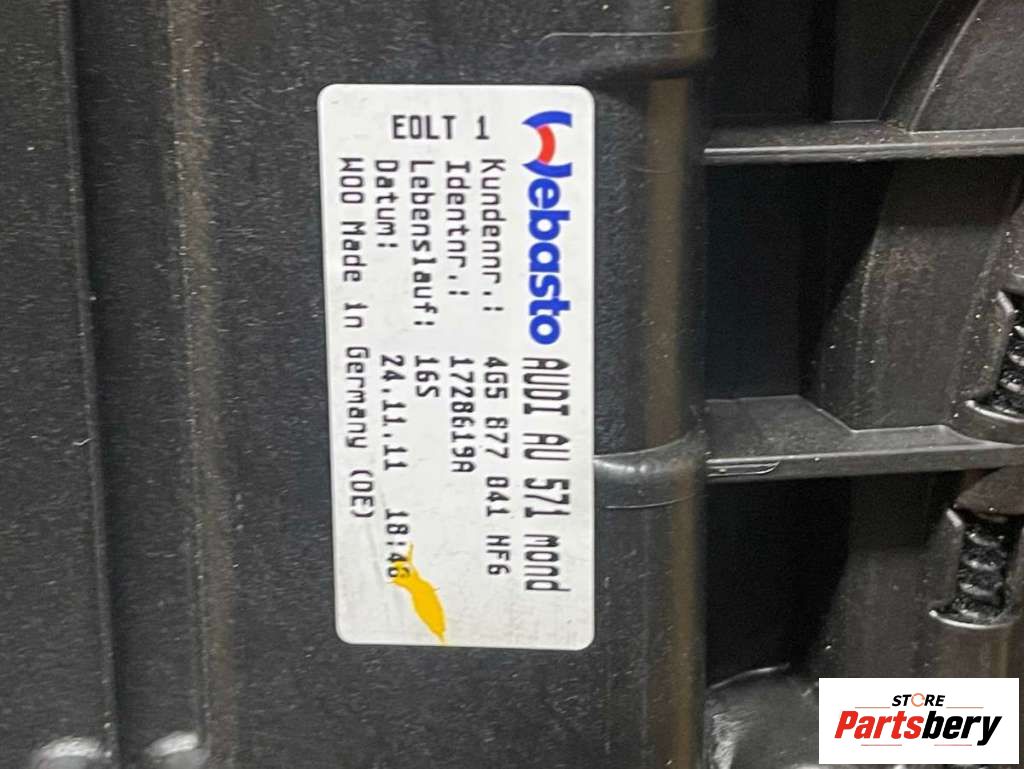 Webasto AUDI AU 571 mond
Kundennr.: 4G5 877 041 HF6
Identnr.: 1728619A
Lebenslauf: 16S
Datum: 24.11.11 18:46
W00 Made in Germany (DE)
EOLT 1
STORE
Partsbery